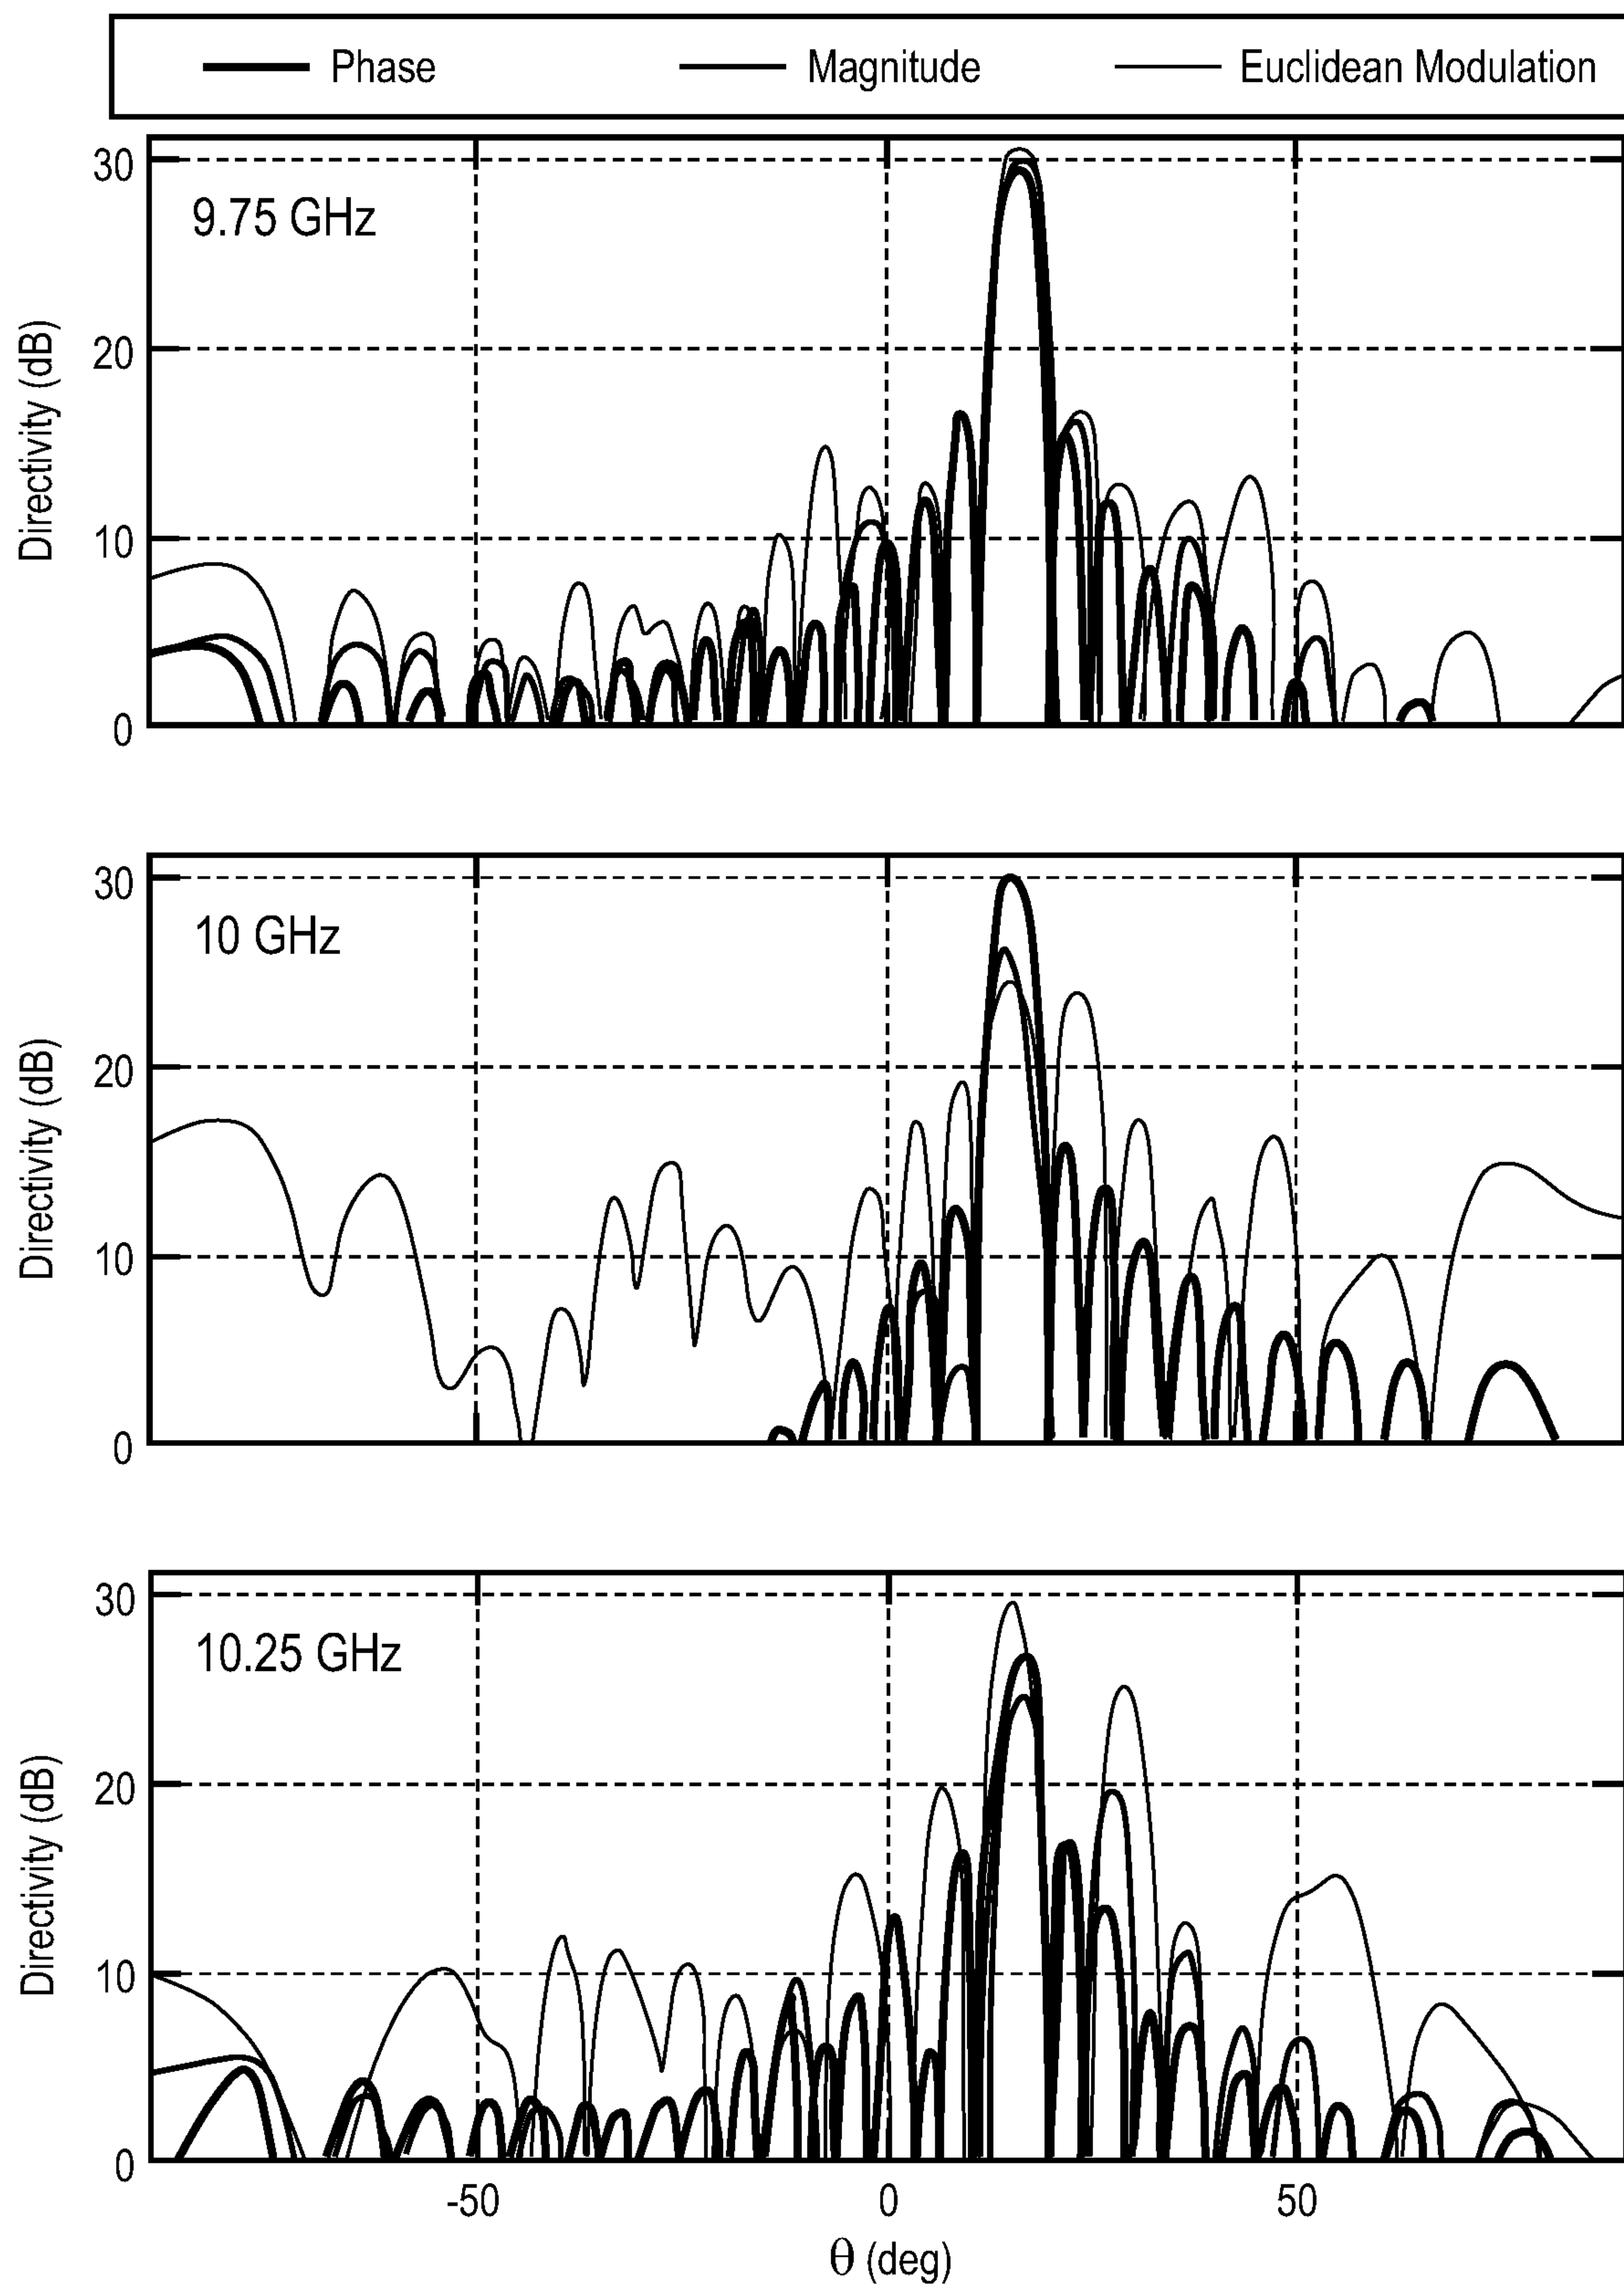 Phase Magnitude Euclidean Modulation
30
9.75 GHz
20
Directivity (dB)
10
0
30
10 GHz
20
Directivity (dB)
10
0
30
10.25 GHz
20
Directivity (dB)
10
0
-50 0 50
θ (deg)